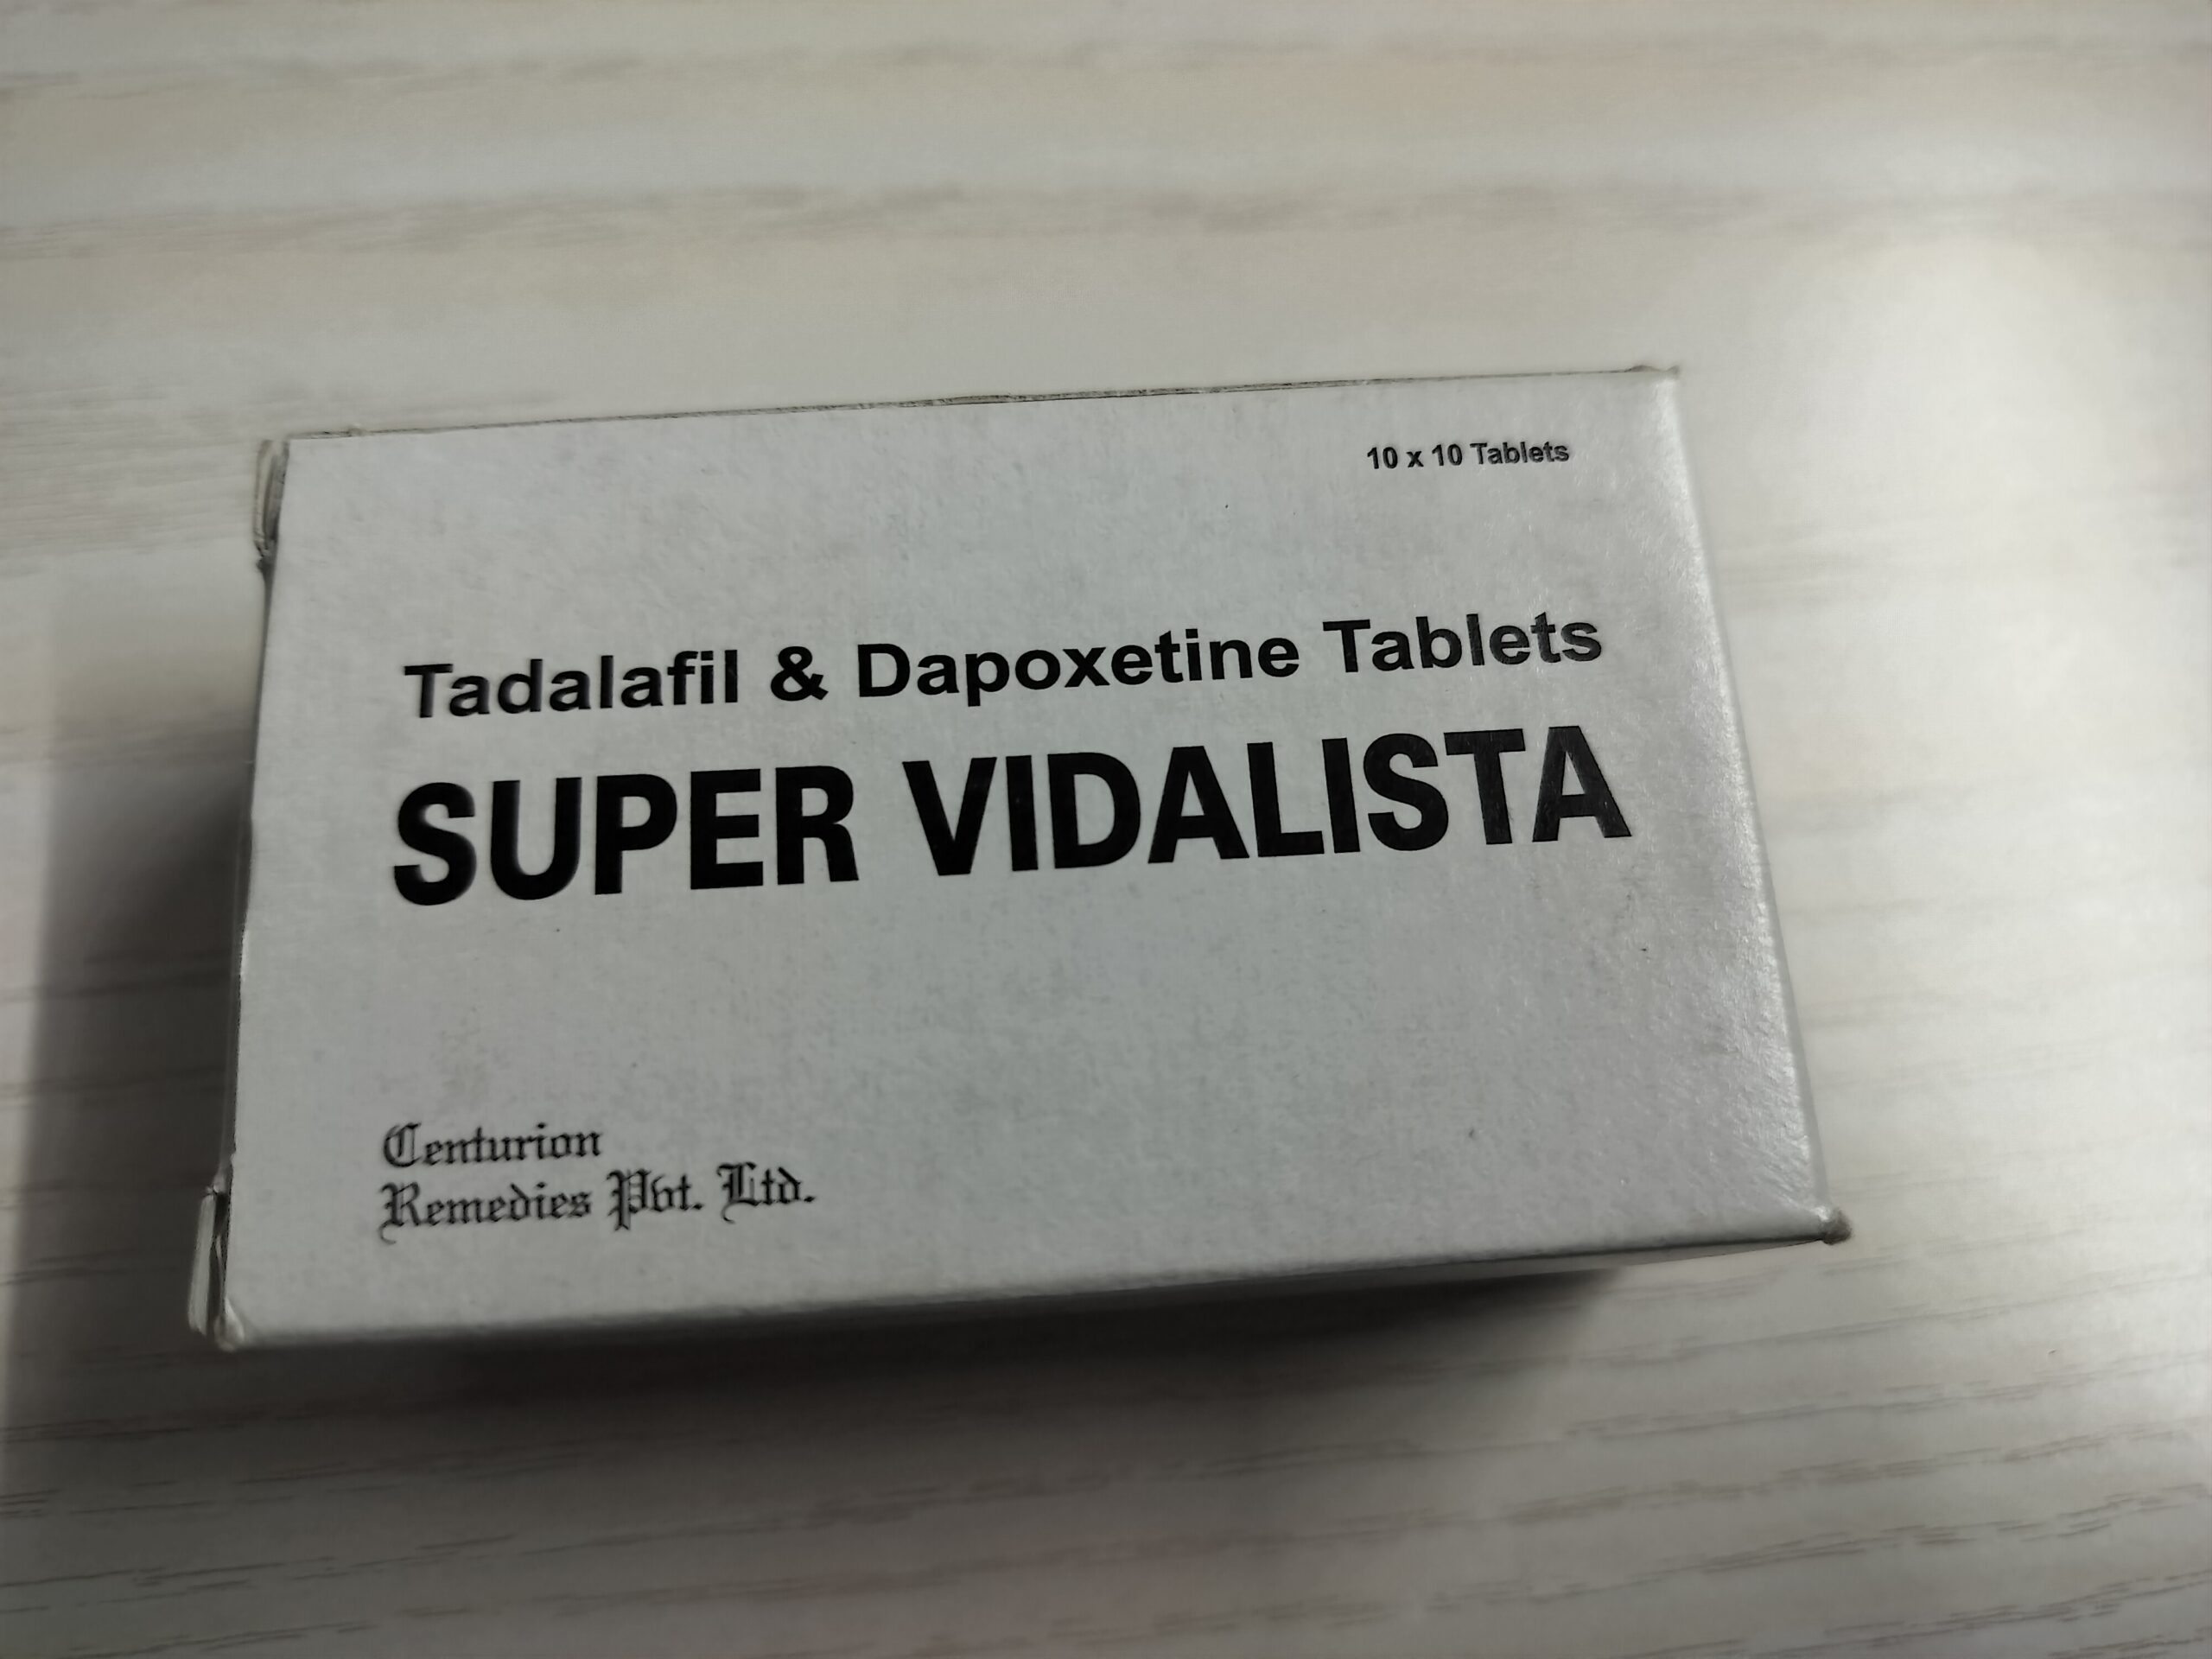 10 x 10 Tablets
Tadalafil & Dapoxetine Tablets
SUPER VIDALISTA
Centurion
Remedies Pvt. Ltd.